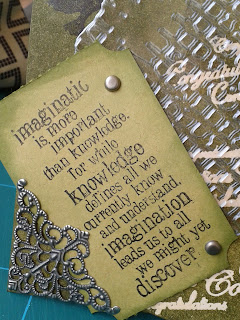 imaginatic
is more
important
than knowledge.
for while
knowledge
defines all we
currently know
and understand,
imagination
leads us to all
we might yet
discover